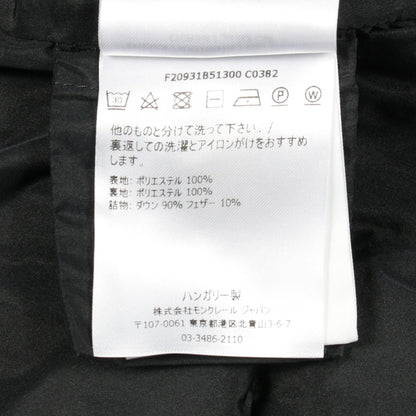 F20931B51300 C0382
30 P W
他のものと分けて洗って下さい。/
裏返しての洗濯とアイロンがけをおすすめ
します。
表地: ポリエステル 100%
裏地: ポリエステル 100%
詰物: ダウン 90% フェザー 10%
ハンガリー製
株式会社モンクレール ジャパン
〒107-0061 東京都港区北青山3-6-7
03-3486-2110